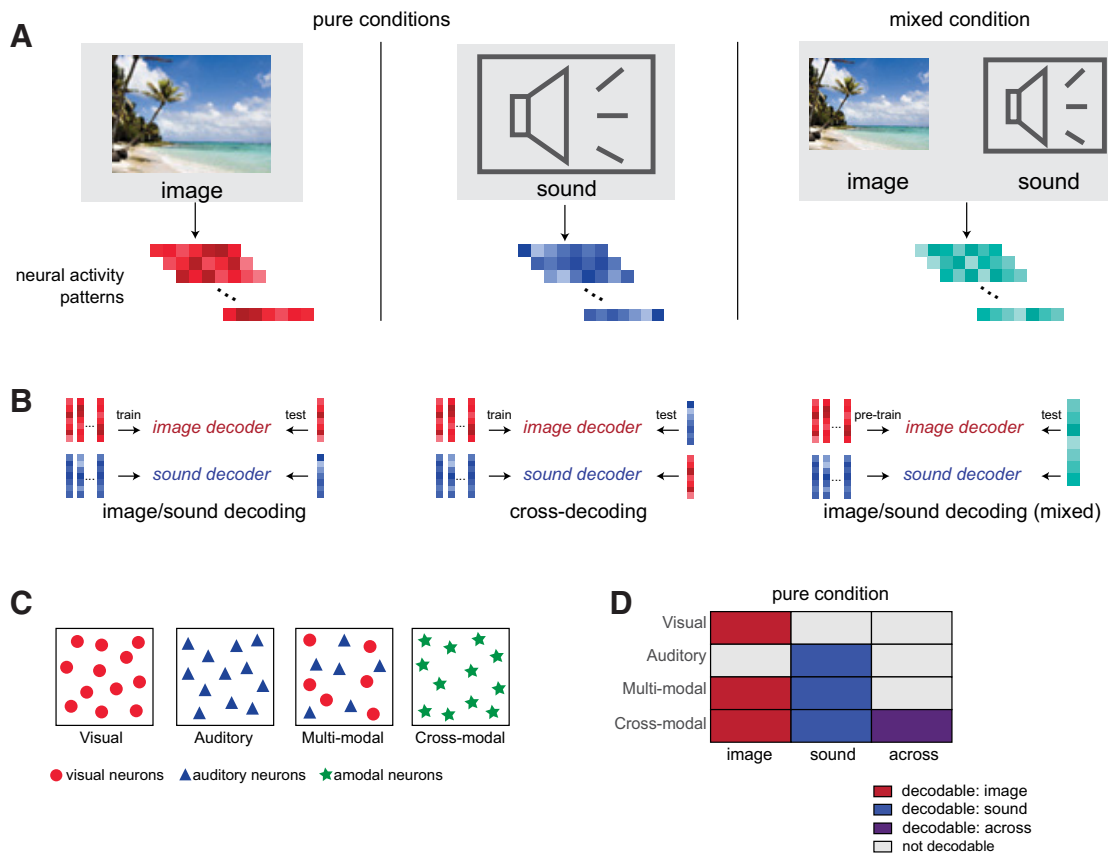 pure conditions
mixed condition
A
image
sound
image
sound
neural activity
patterns
B
train
test
image decoder
sound decoder
image/sound decoding
train
test
image decoder
sound decoder
cross-decoding
pre-train
test
image decoder
sound decoder
image/sound decoding (mixed)
C
Visual
Auditory
Multi-modal
Cross-modal
visual neurons
auditory neurons
amodal neurons
D
pure condition
Visual
Auditory
Multi-modal
Cross-modal
image
sound
across
decodable: image
decodable: sound
decodable: across
not decodable